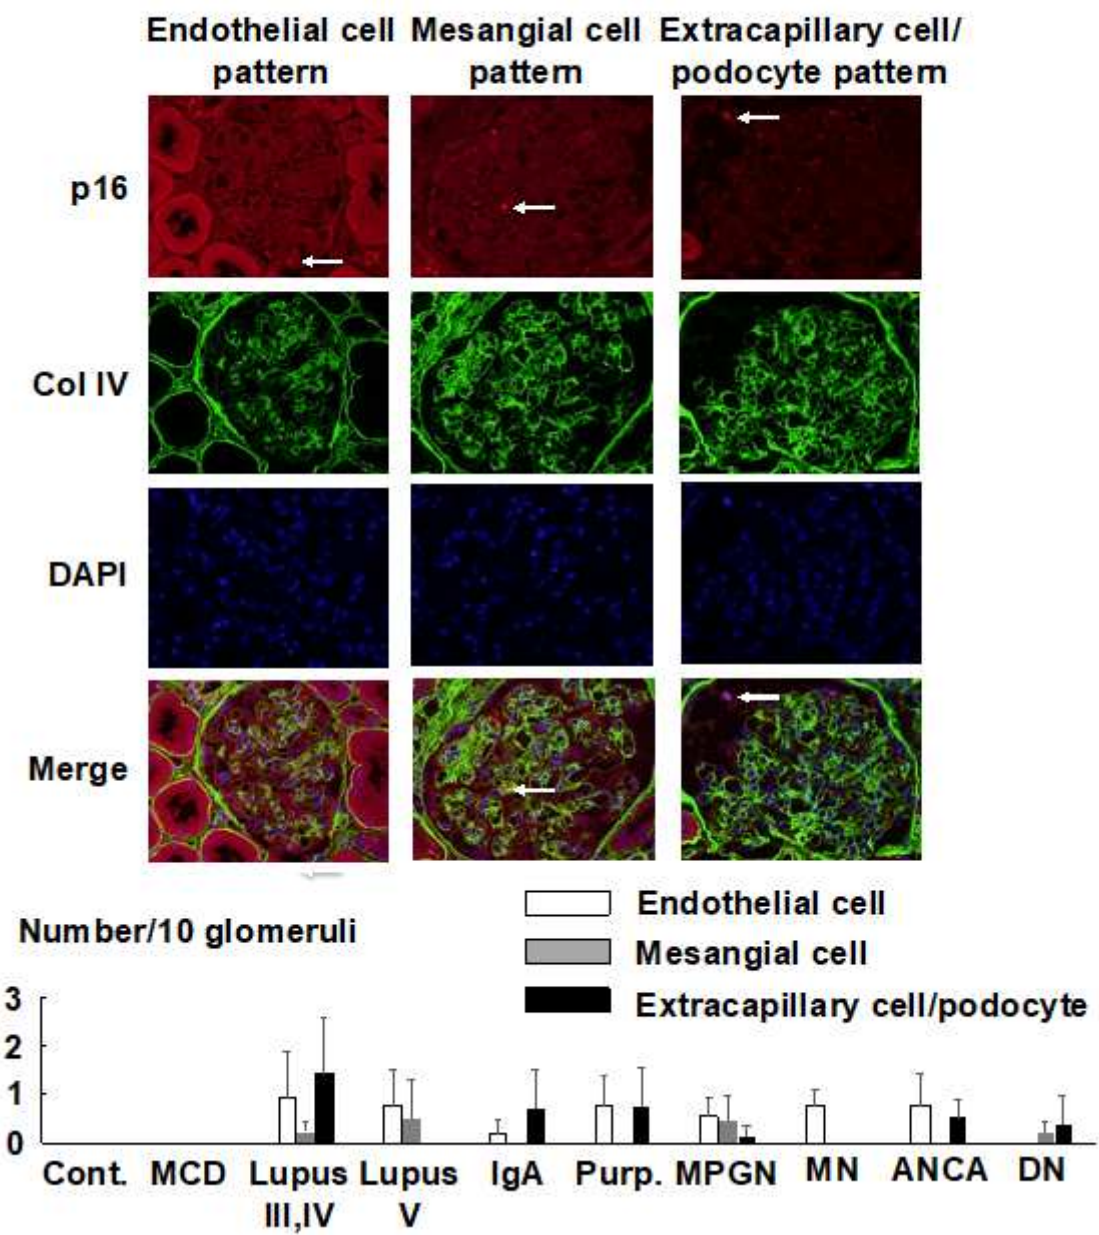 Endothelial cell Mesangial cell Extracapillary cell/
pattern pattern podocyte pattern
p16
Col IV
DAPI
Merge
Endothelial cell
Number/10 glomeruli
Mesangial cell
Extracapillary cell/podocyte
3
2
1
0
Cont. MCD Lupus Lupus IgA Purp. MPGN MN ANCA DN
III,IV V